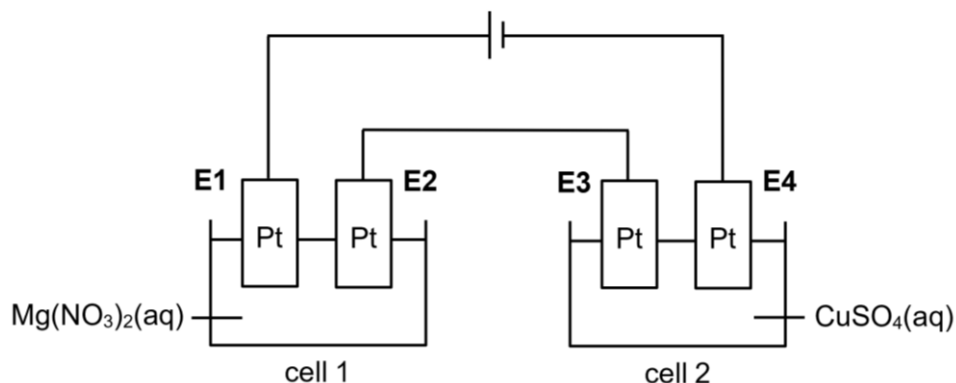 E1 E2 E3 E4
Pt Pt Pt Pt
Mg(NO₃)₂(aq) CuSO₄(aq)
cell 1 cell 2